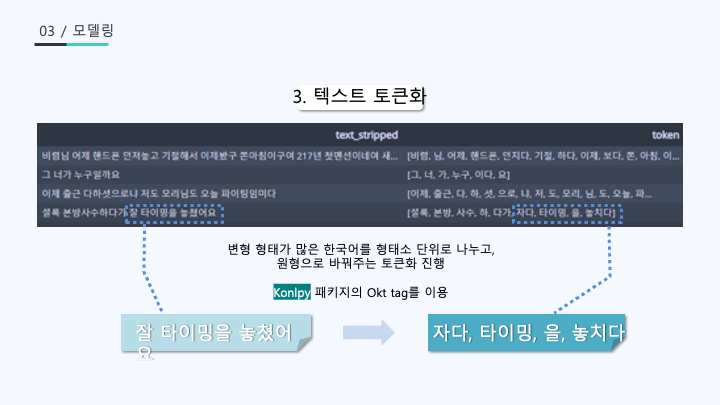 03 / 모델링
3. 텍스트 토큰화
text_stripped token
비령님 어제 핸드폰 던져놓고 기절해서 이제봤구 쫀아침이구여 217년 첫멘션이네여 새... [비령, 님, 어제, 핸드폰, 던지다, 기절, 하다, 이제, 보다, 쫀, 아침, 이...
그 너가 누구일까요 [그, 너, 가, 누구, 이다, 요]
이제 출근 다하셧으로냐 저도 모리님도 오늘 파이팅임미다 [이제, 출근, 다, 하, 셧, 으로, 냐, 저, 도, 모리, 님, 도, 오늘, 파...
셜록 본방사수하다가 잘 타이밍을 놓쳤어요 [셜록, 본방, 사수, 하, 다가, 자다, 타이밍, 을, 놓치다]
변형 형태가 많은 한국어를 형태소 단위로 나누고,
원형으로 바꿔주는 토큰화 진행
Konlpy 패키지의 Okt tag를 이용
잘 타이밍을 놓쳤어
요
자다, 타이밍, 을, 놓치다